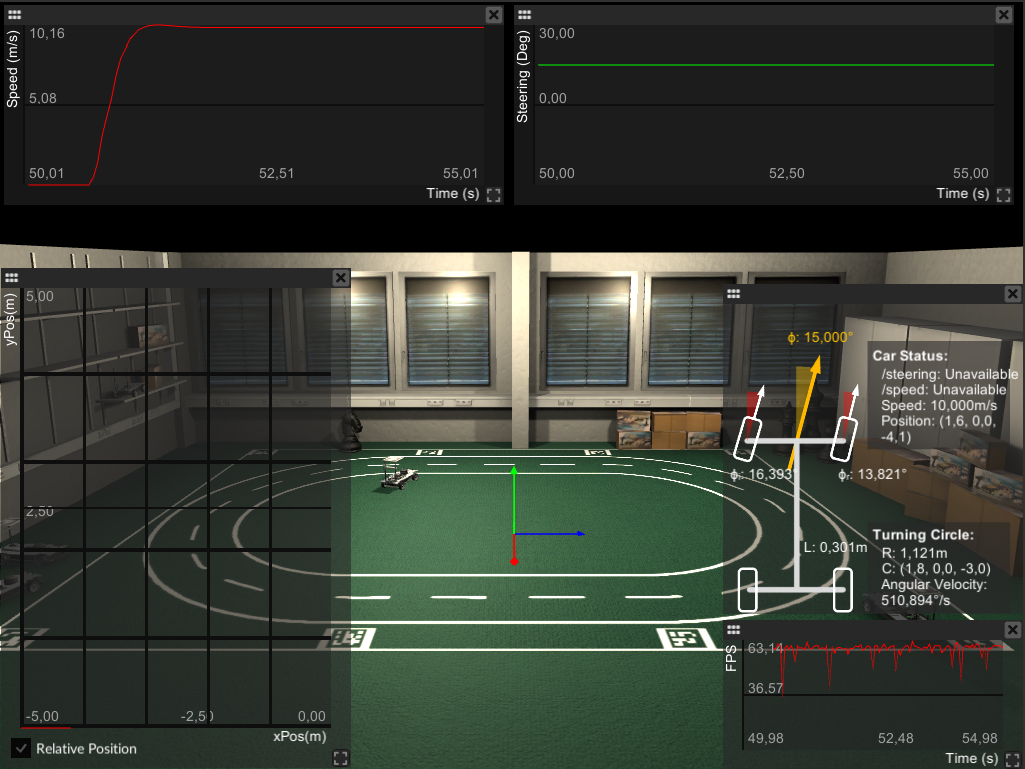 10,16
Speed (m/s)
5.08
50,01
52,51
55,01
Time (s)
30,00
Steering (Deg)
0,00
50,00
52,50
55,00
Time (s)
5,00
yPos(m)
2,50
-5,00
-2,50
0,00
xPos(m)
Relative Position
ϕ: 15,000°
ϕₗ: 16,393°
ϕᵣ: 13,821°
L: 0,301m
Car Status:
/steering: Unavailable
/speed: Unavailable
Speed: 10,000m/s
Position: (1,6, 0,0,
-4,1)
Turning Circle:
R: 1,121m
C: (1,8, 0,0, -3,0)
Angular Velocity:
510,894°/s
63,14
FPS
36,57
49,98
52,48
54,98
Time (s)